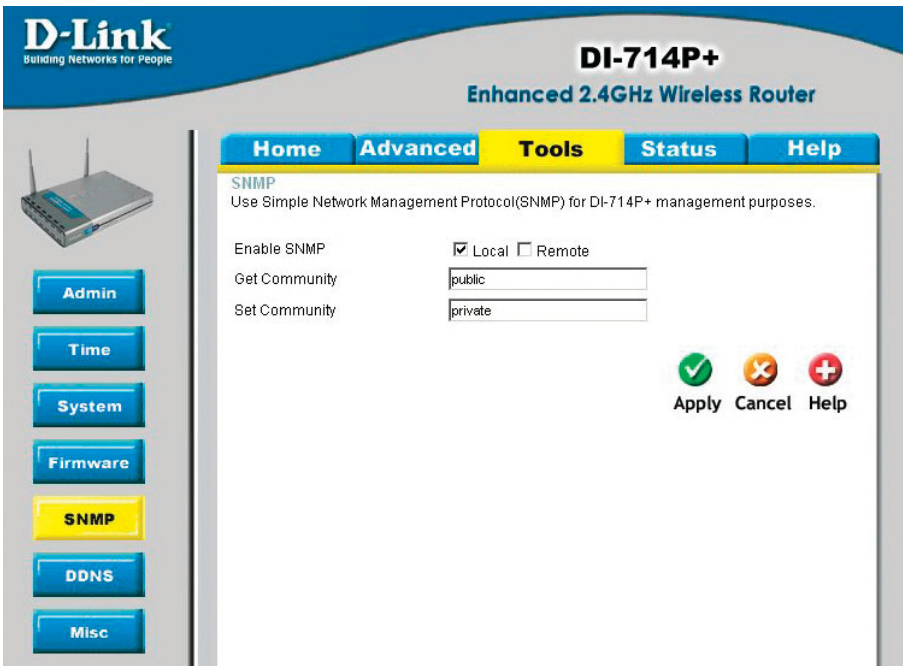 D-Link
Building Networks for People
DI-714P+
Enhanced 2.4GHz Wireless Router
Home Advanced Tools Status Help
SNMP
Use Simple Network Management Protocol(SNMP) for DI-714P+ management purposes.
Enable SNMP Local Remote
Get Community public
Set Community private
Apply Cancel Help
Admin
Time
System
Firmware
SNMP
DDNS
Misc